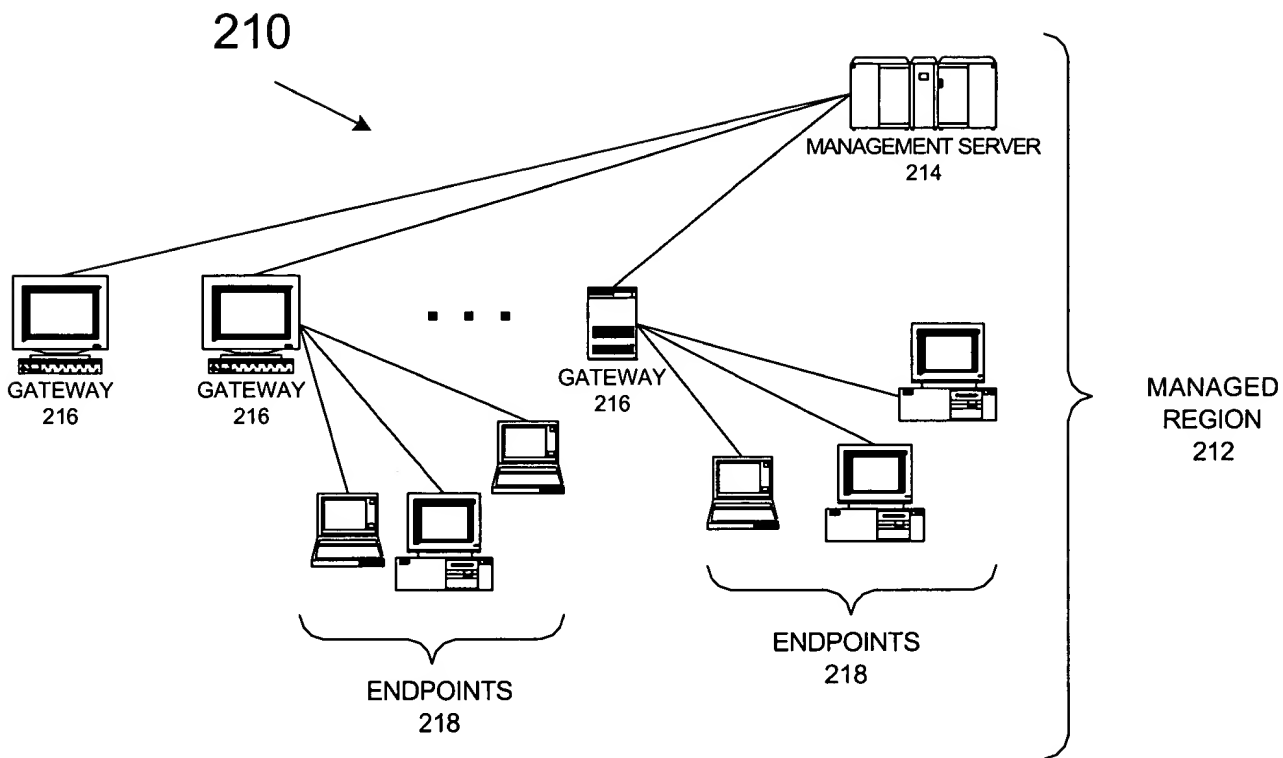 210
MANAGEMENT SERVER
214
GATEWAY
216
GATEWAY
216
GATEWAY
216
MANAGED
REGION
212
ENDPOINTS
218
ENDPOINTS
218